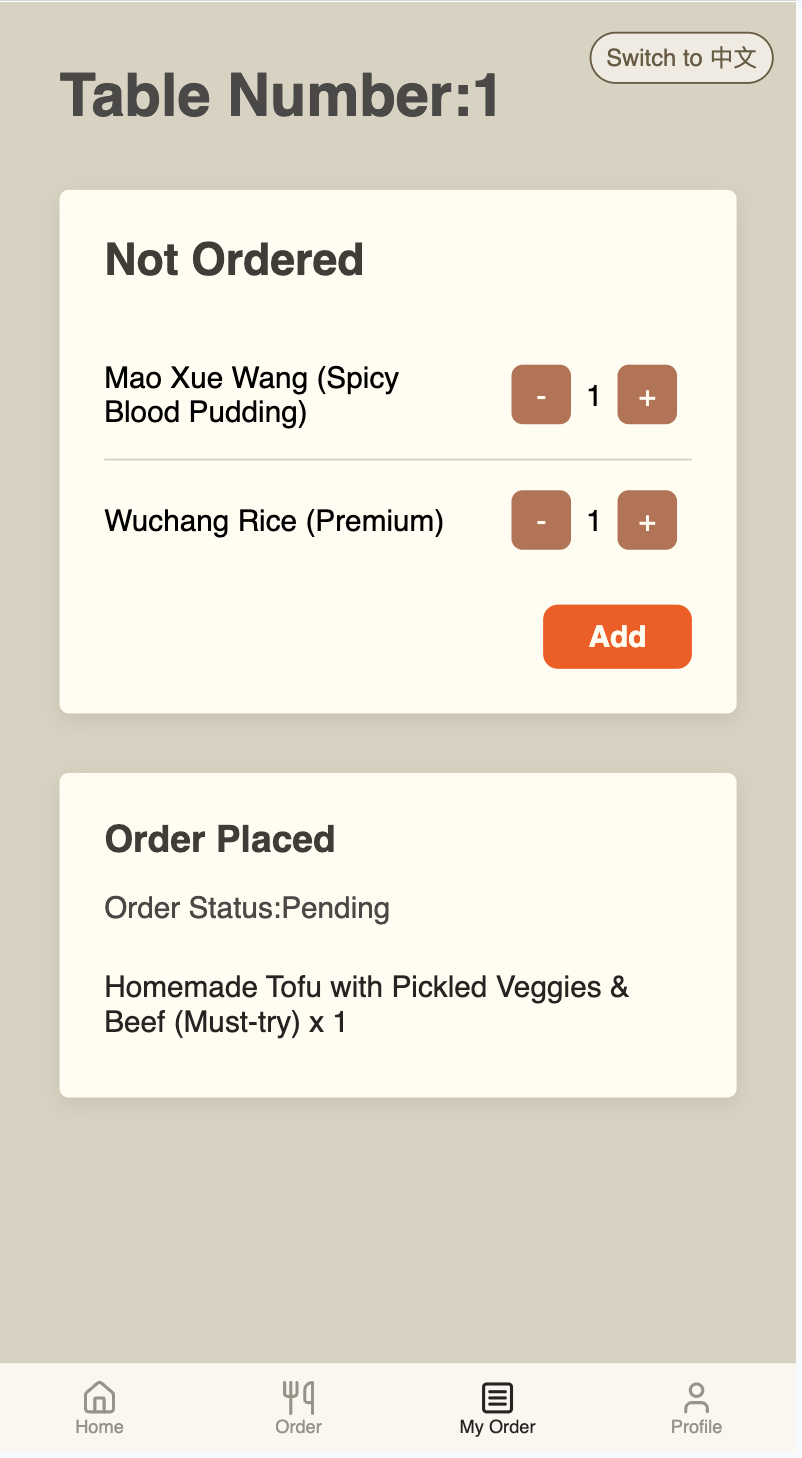 Switch to 中文
Table Number:1
Not Ordered
Mao Xue Wang (Spicy
Blood Pudding)
- 1 +
Wuchang Rice (Premium)
- 1 +
Add
Order Placed
Order Status:Pending
Homemade Tofu with Pickled Veggies &
Beef (Must-try) x 1
Home
Order
My Order
Profile